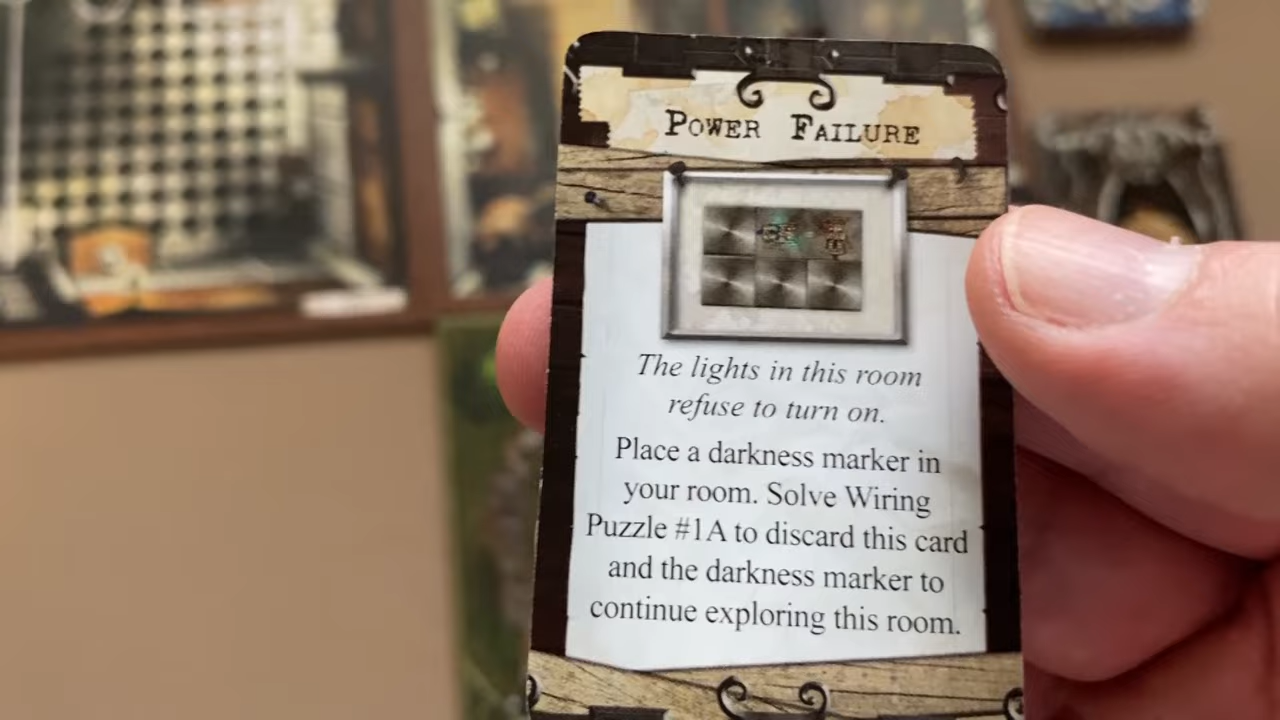 Power Failure
The lights in this room
refuse to turn on.
Place a darkness marker in
your room. Solve Wiring
Puzzle #1A to discard this card
and the darkness marker to
continue exploring this room.